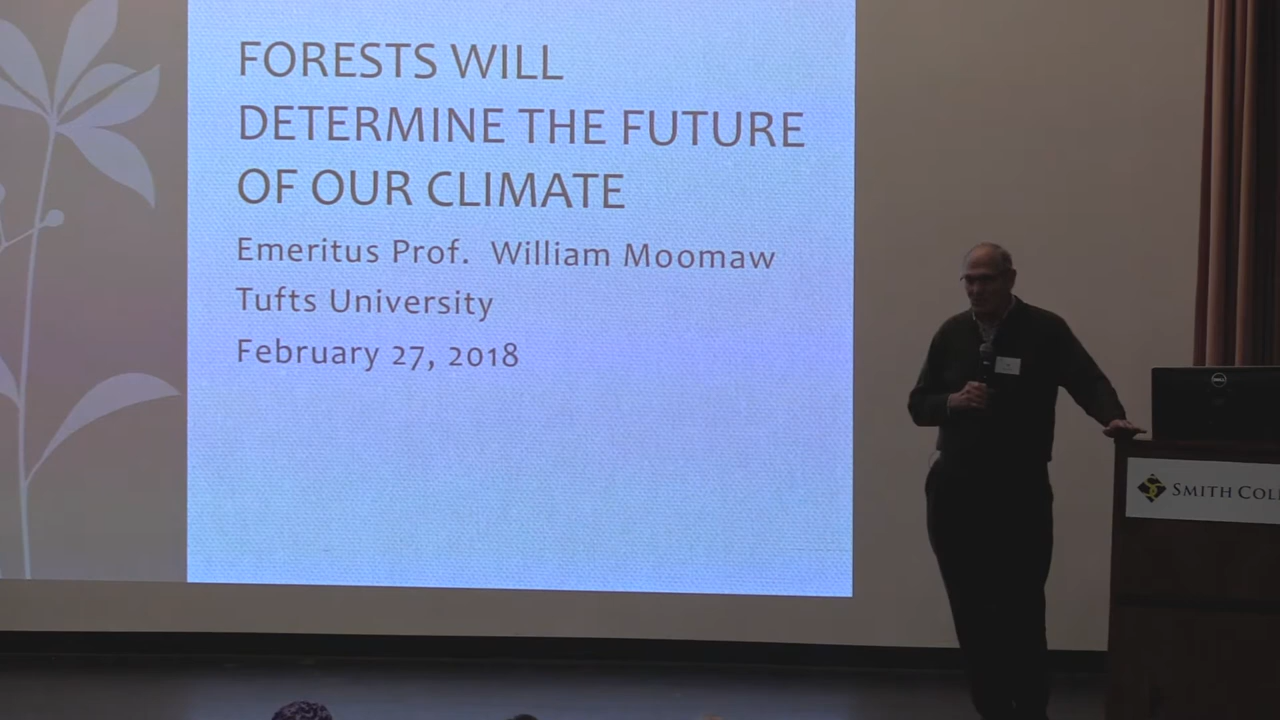 FORESTS WILL
DETERMINE THE FUTURE
OF OUR CLIMATE
Emeritus Prof. William Moomaw
Tufts University
February 27, 2018
DELL
SMITH COL